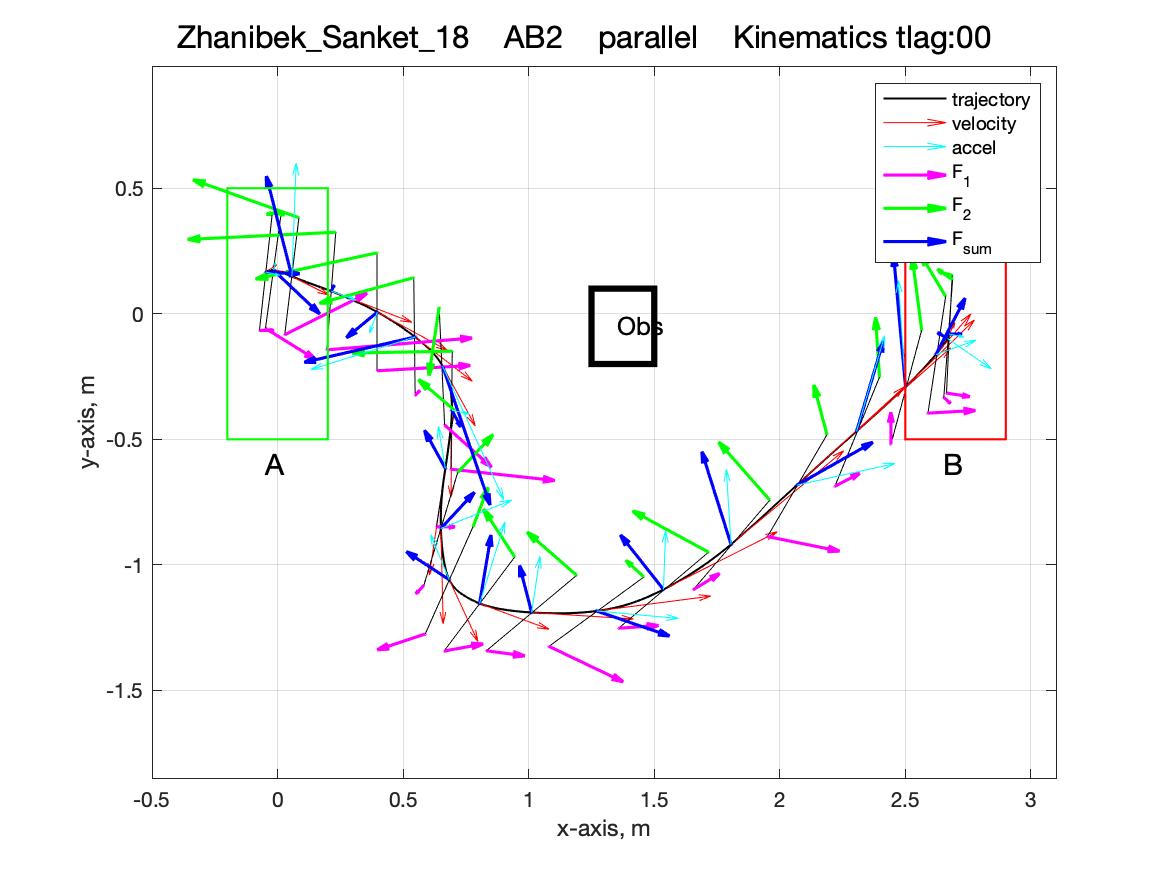 Zhanibek_Sanket_18 AB2 parallel Kinematics tlag:00
trajectory
velocity
accel
F1
F2
Fsum
0.5
0
-0.5
-1
-1.5
y-axis, m
Obs
A
B
-0.5 0 0.5 1 1.5 2 2.5 3
x-axis, m